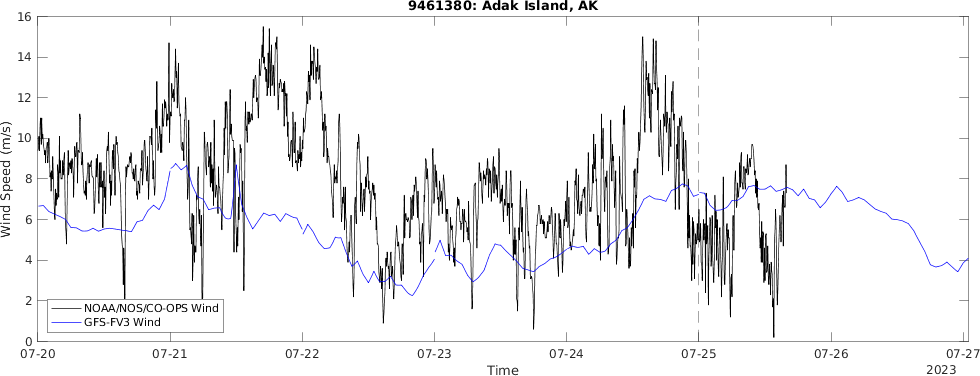 9461380: Adak Island, AK
16
14
12
10
8
6
4
2
0
Wind Speed (m/s)
NOAA/NOS/CO-OPS Wind
GFS-FV3 Wind
07-20 07-21 07-22 07-23 07-24 07-25 07-26 07-27
Time
2023